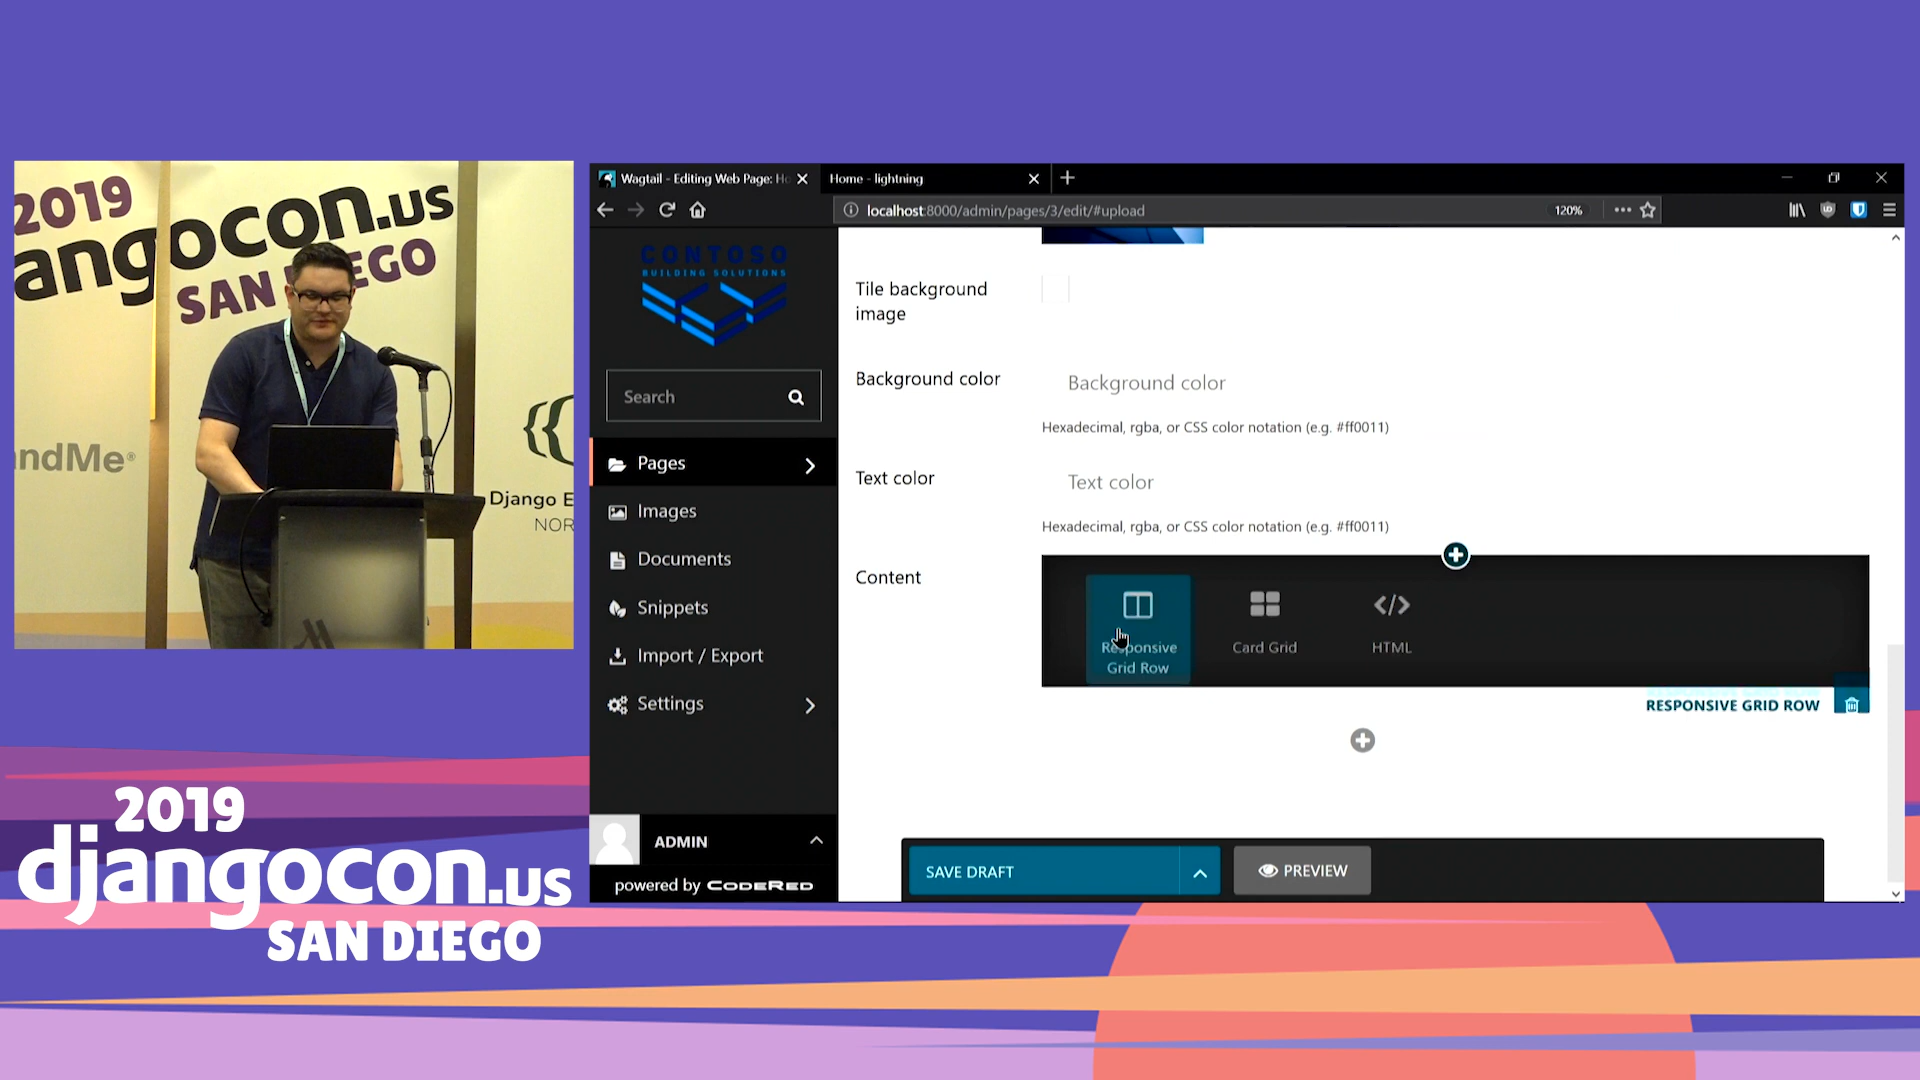 2019
angocon.us
SAN DIEGO
ndMe®
Django E
NOR
2019
djangocon.us
SAN DIEGO
Wagtail - Editing Web Page: Ho
Home - lightning
localhost:8000/admin/pages/3/edit/#upload
120%
CONTOSO
BUILDING SOLUTIONS
Search
Pages
Images
Documents
Snippets
Import / Export
Settings
ADMIN
powered by CODERED
Tile background
image
Background color
Background color
Hexadecimal, rgba, or CSS color notation (e.g. #ff0011)
Text color
Text color
Hexadecimal, rgba, or CSS color notation (e.g. #ff0011)
Content
Responsive
Grid Row
Card Grid
HTML
RESPONSIVE GRID ROW
SAVE DRAFT
PREVIEW